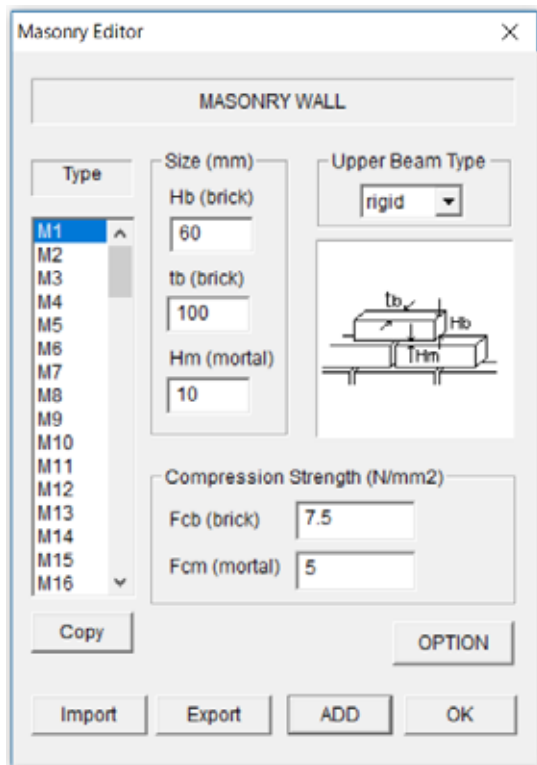 Masonry Editor
MASONRY WALL
Type
M1
M2
M3
M4
M5
M6
M7
M8
M9
M10
M11
M12
M13
M14
M15
M16
Copy
Size (mm)
Hb (brick)
60
tb (brick)
100
Hm (mortal)
10
Upper Beam Type
rigid
tb
Hb
Hm
Compression Strength (N/mm2)
Fcb (brick)
7.5
Fcm (mortal)
5
OPTION
Import
Export
ADD
OK